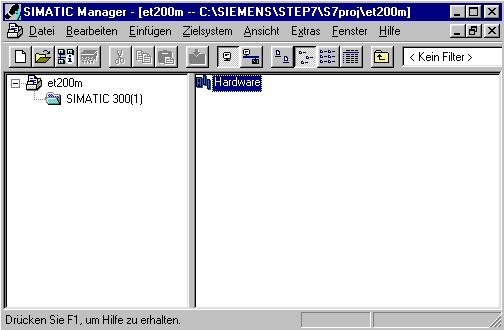 SIMATIC Manager - [et200m -- C:\SIEMENS\STEP7\S7proj\et200m]
Datei Bearbeiten Einfügen Zielsystem Ansicht Extras Fenster Hilfe
< Kein Filter >
et200m
SIMATIC 300(1)
Hardware
Drücken Sie F1, um Hilfe zu erhalten.